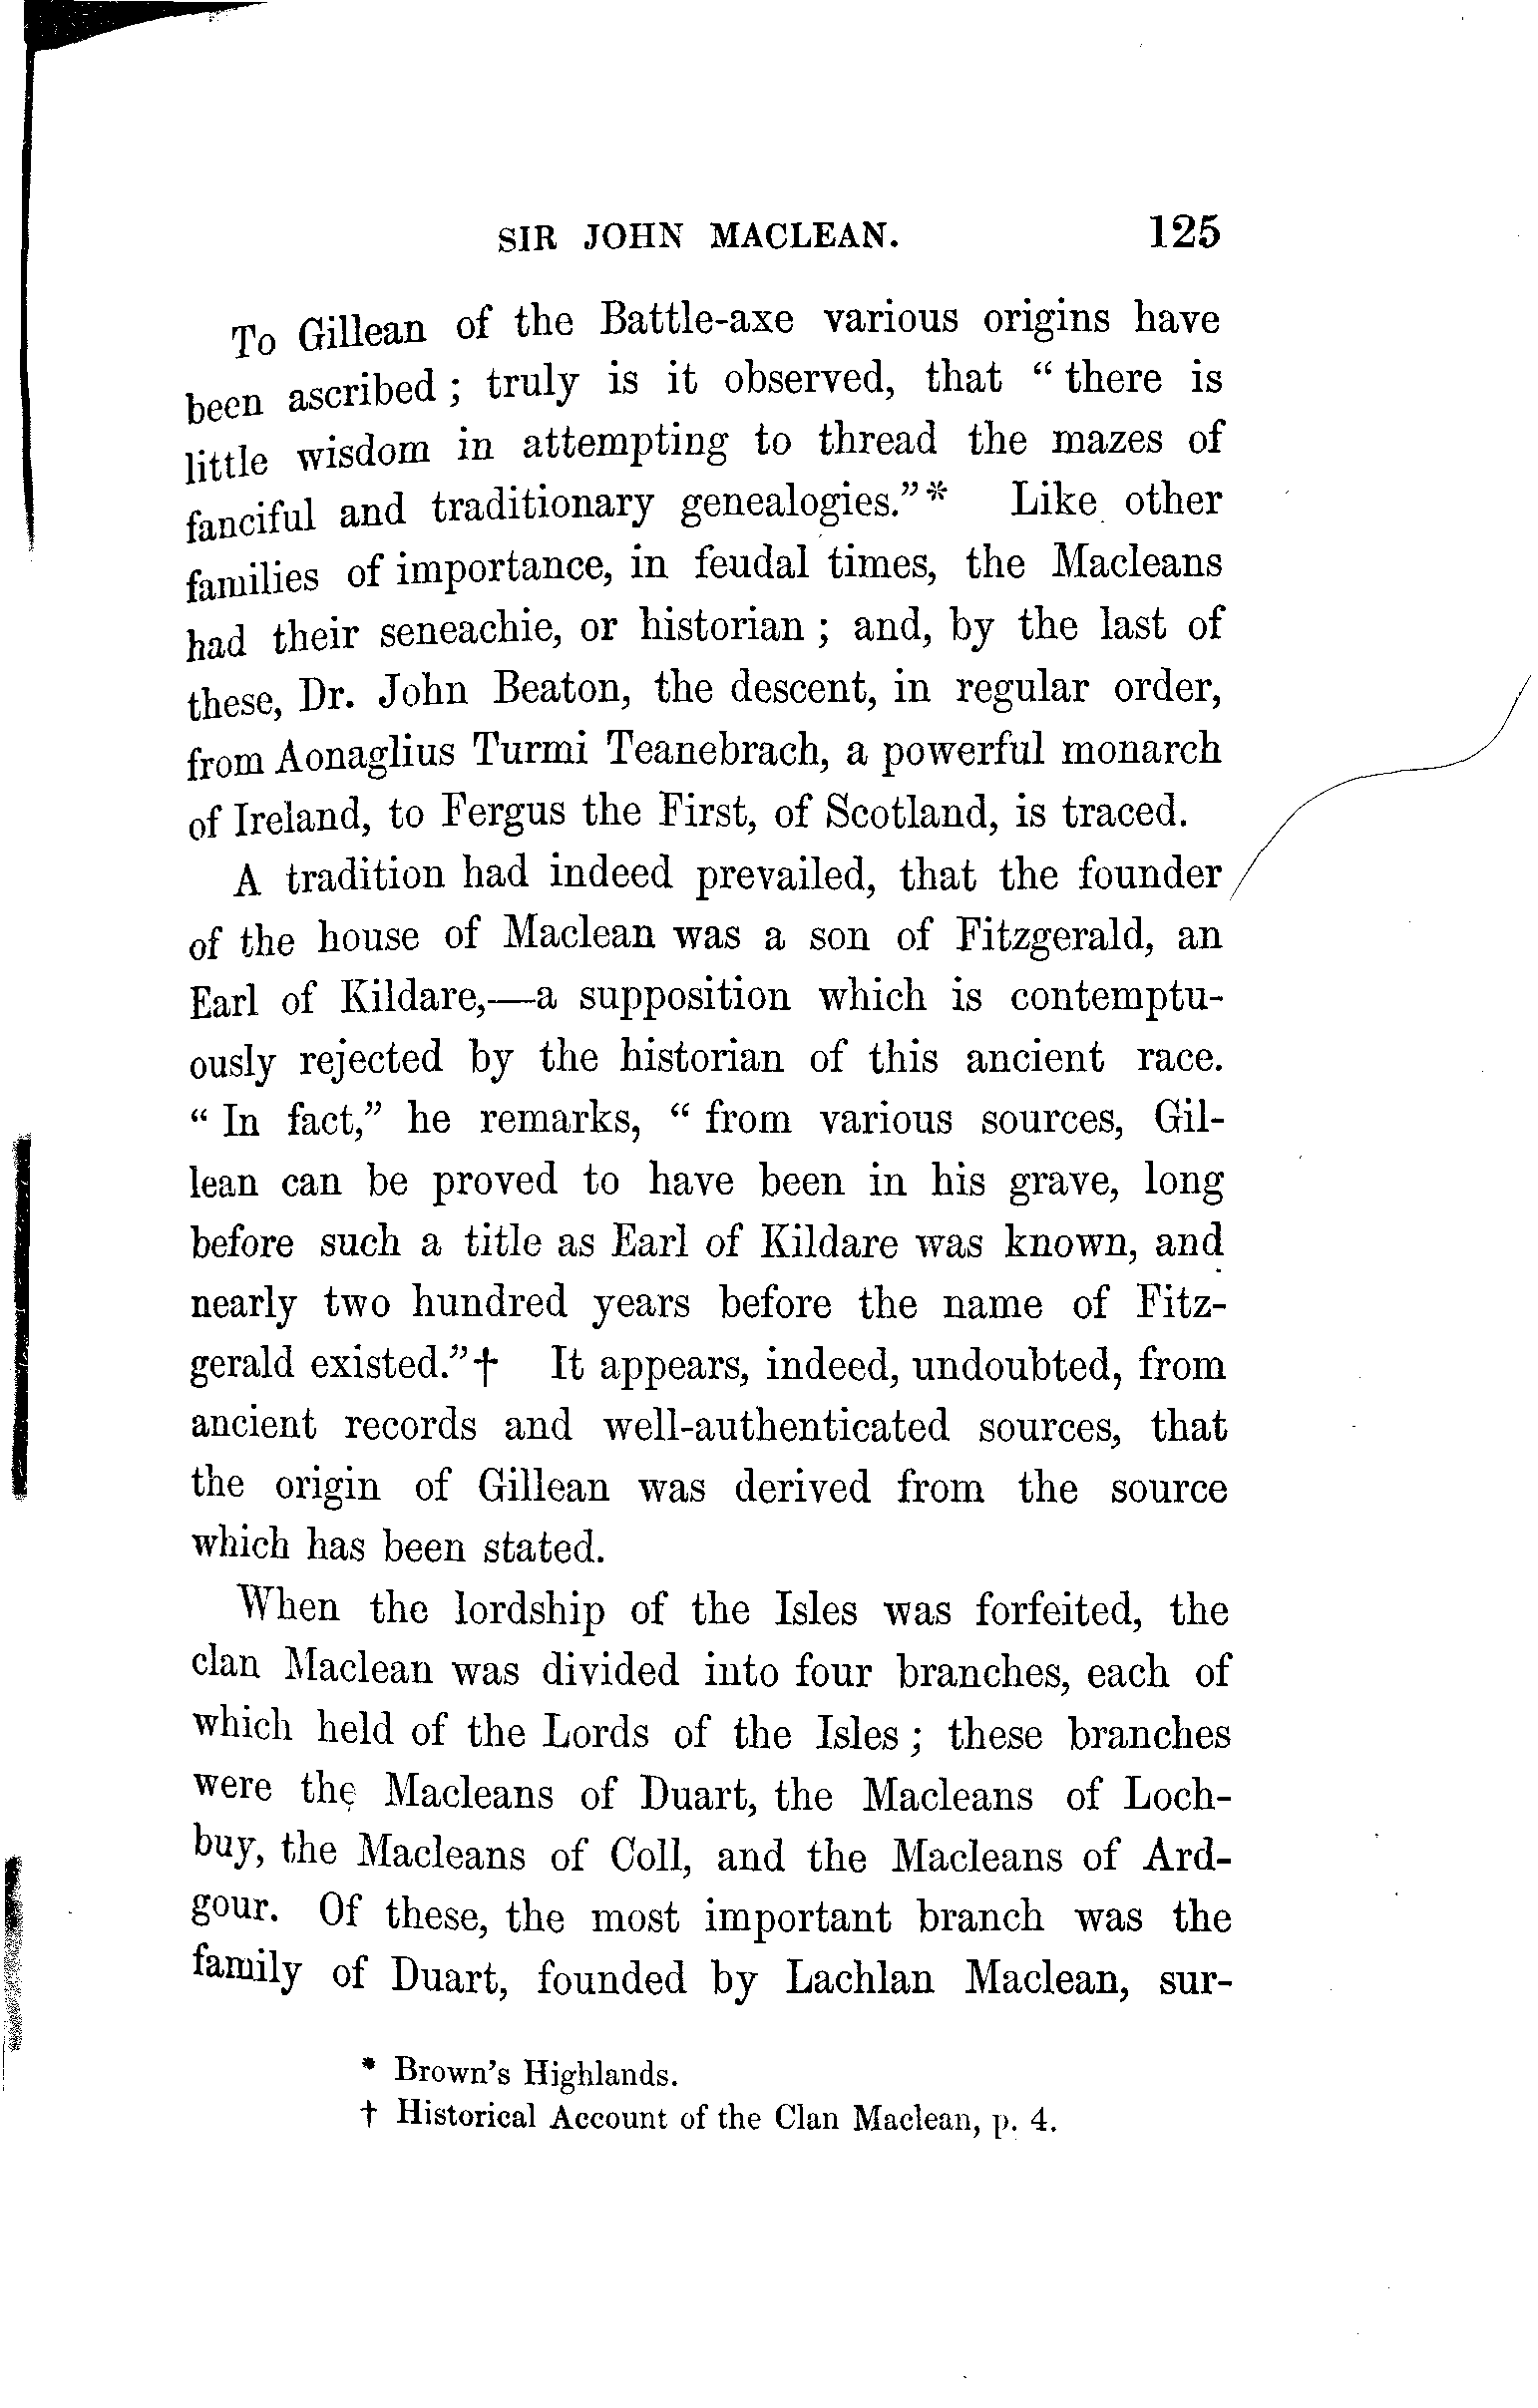 SIR JOHN MACLEAN. 125
To Gillean of the Battle-axe various origins have
been ascribed ; truly is it observed, that “ there is
little wisdom in attempting to thread the mazes of
fanciful and traditionary genealogies.”* Like other
families of importance, in feudal times, the Macleans
had their seneachie, or historian ; and, by the last of
these, Dr. John Beaton, the descent, in regular order,
from Aonaglius Turmi Teanebrach, a powerful monarch
of Ireland, to Fergus the First, of Scotland, is traced.
A tradition had indeed prevailed, that the founder
of the house of Maclean was a son of Fitzgerald, an
Earl of Kildare,—a supposition which is contemptu-
ously rejected by the historian of this ancient race.
“ In fact,” he remarks, “ from various sources, Gil-
lean can be proved to have been in his grave, long
before such a title as Earl of Kildare was known, and
nearly two hundred years before the name of Fitz-
gerald existed.”† It appears, indeed, undoubted, from
ancient records and well-authenticated sources, that
the origin of Gillean was derived from the source
which has been stated.
When the lordship of the Isles was forfeited, the
clan Maclean was divided into four branches, each of
which held of the Lords of the Isles ; these branches
were the Macleans of Duart, the Macleans of Loch-
buy, the Macleans of Coll, and the Macleans of Ard-
gour. Of these, the most important branch was the
family of Duart, founded by Lachlan Maclean, sur-
* Brown’s Highlands.
† Historical Account of the Clan Maclean, p. 4.